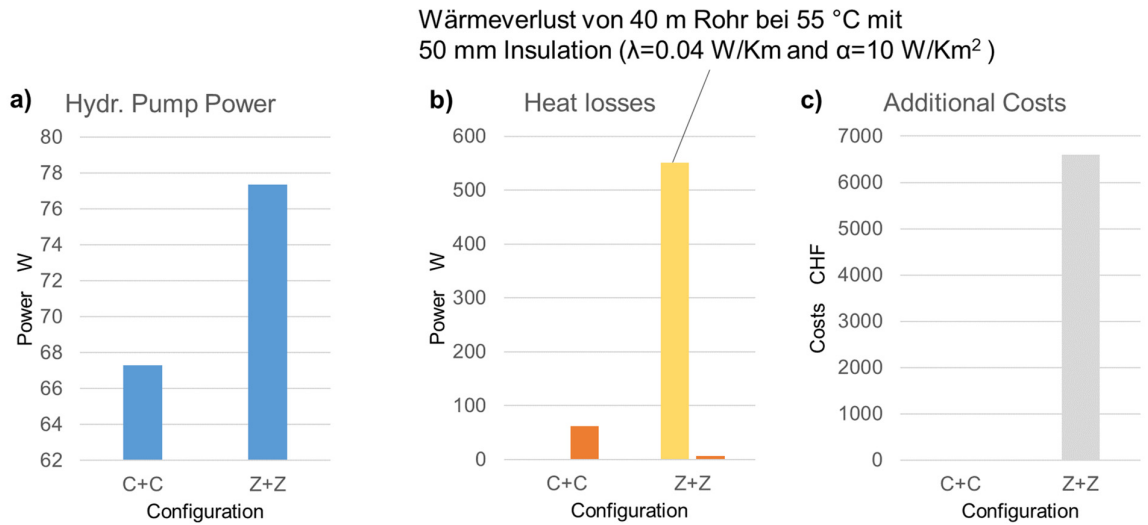 Wärmeverlust von 40 m Rohr bei 55 °C mit
50 mm Insulation (λ=0.04 W/Km and α=10 W/Km² )
a) Hydr. Pump Power
80
78
76
74
72
70
68
66
64
62
Power W
C+C Z+Z
Configuration
b) Heat losses
600
500
400
300
200
100
0
Power W
C+C Z+Z
Configuration
c) Additional Costs
7000
6000
5000
4000
3000
2000
1000
0
Costs CHF
C+C Z+Z
Configuration